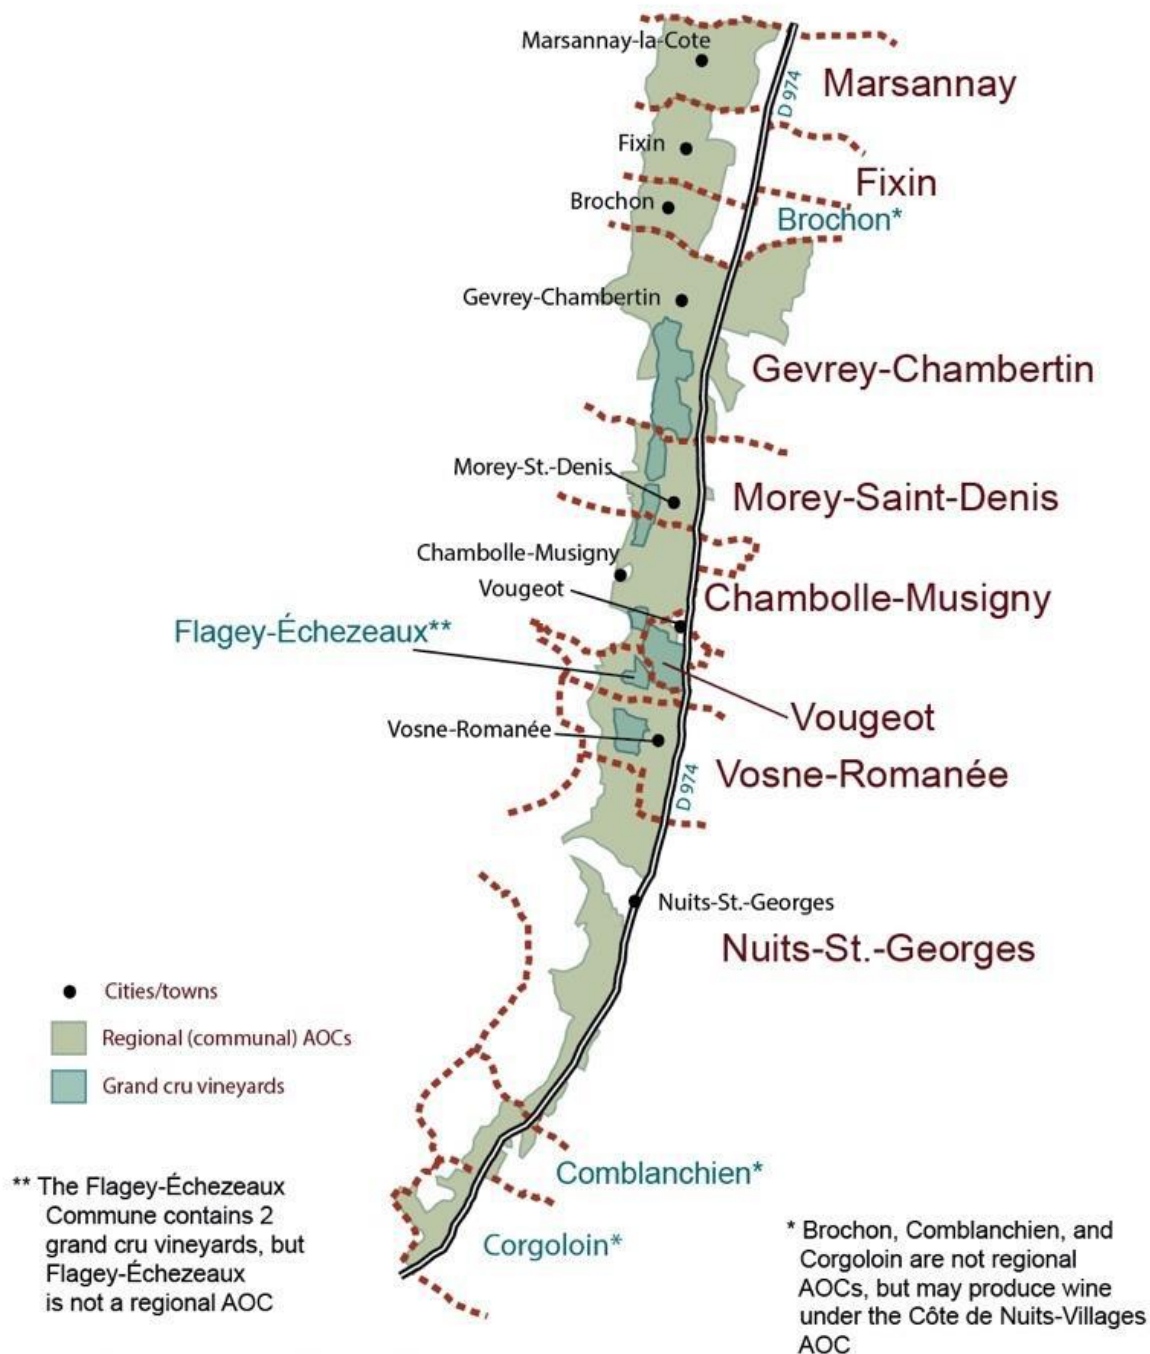 Marsannay-la-Cote
D 974
Marsannay
Fixin
Fixin
Brochon
Brochon*
Gevrey-Chambertin
Gevrey-Chambertin
Morey-St.-Denis
Morey-Saint-Denis
Chambolle-Musigny
Vougeot
Chambolle-Musigny
Flagey-Échezeaux**
Vougeot
Vosne-Romanée
Vosne-Romanée
D 974
Nuits-St.-Georges
Nuits-St.-Georges
Cities/towns
Regional (communal) AOCs
Grand cru vineyards
Comblanchien*
Corgoloin*
** The Flagey-Échezeaux
Commune contains 2
grand cru vineyards, but
Flagey-Échezeaux
is not a regional AOC
* Brochon, Comblanchien, and
Corgoloin are not regional
AOCs, but may produce wine
under the Côte de Nuits-Villages
AOC